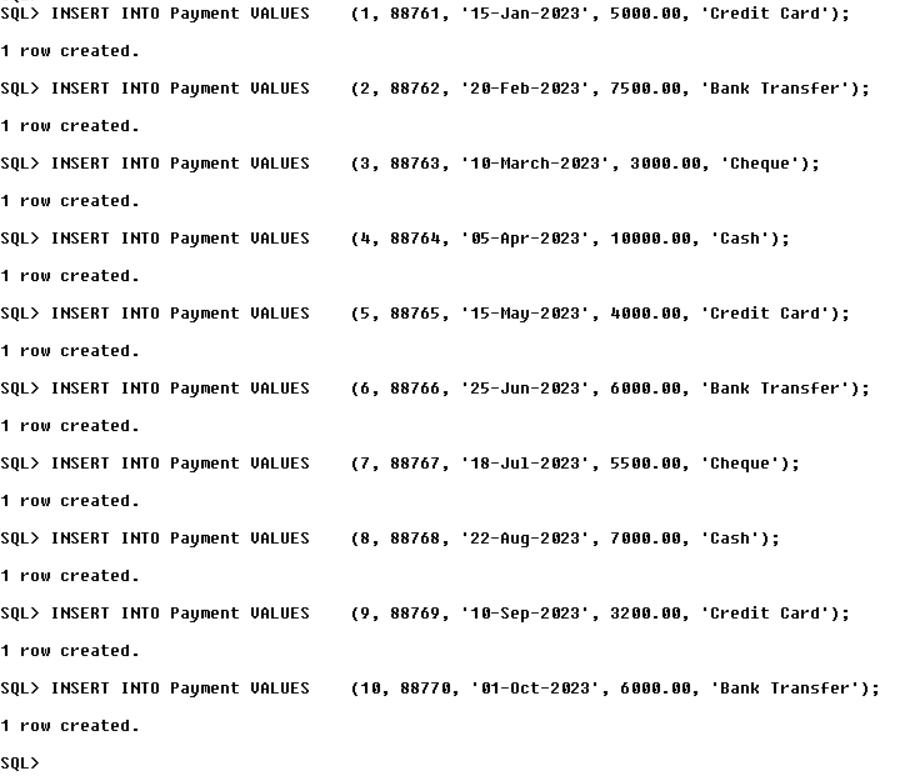 SQL> INSERT INTO Payment VALUES    (1, 88761, '15-Jan-2023', 5000.00, 'Credit Card');
1 row created.
SQL> INSERT INTO Payment VALUES    (2, 88762, '20-Feb-2023', 7500.00, 'Bank Transfer');
1 row created.
SQL> INSERT INTO Payment VALUES    (3, 88763, '10-March-2023', 3000.00, 'Cheque');
1 row created.
SQL> INSERT INTO Payment VALUES    (4, 88764, '05-Apr-2023', 10000.00, 'Cash');
1 row created.
SQL> INSERT INTO Payment VALUES    (5, 88765, '15-May-2023', 4000.00, 'Credit Card');
1 row created.
SQL> INSERT INTO Payment VALUES    (6, 88766, '25-Jun-2023', 6000.00, 'Bank Transfer');
1 row created.
SQL> INSERT INTO Payment VALUES    (7, 88767, '18-Jul-2023', 5500.00, 'Cheque');
1 row created.
SQL> INSERT INTO Payment VALUES    (8, 88768, '22-Aug-2023', 7000.00, 'Cash');
1 row created.
SQL> INSERT INTO Payment VALUES    (9, 88769, '10-Sep-2023', 3200.00, 'Credit Card');
1 row created.
SQL> INSERT INTO Payment VALUES    (10, 88770, '01-Oct-2023', 6000.00, 'Bank Transfer');
1 row created.
SQL>